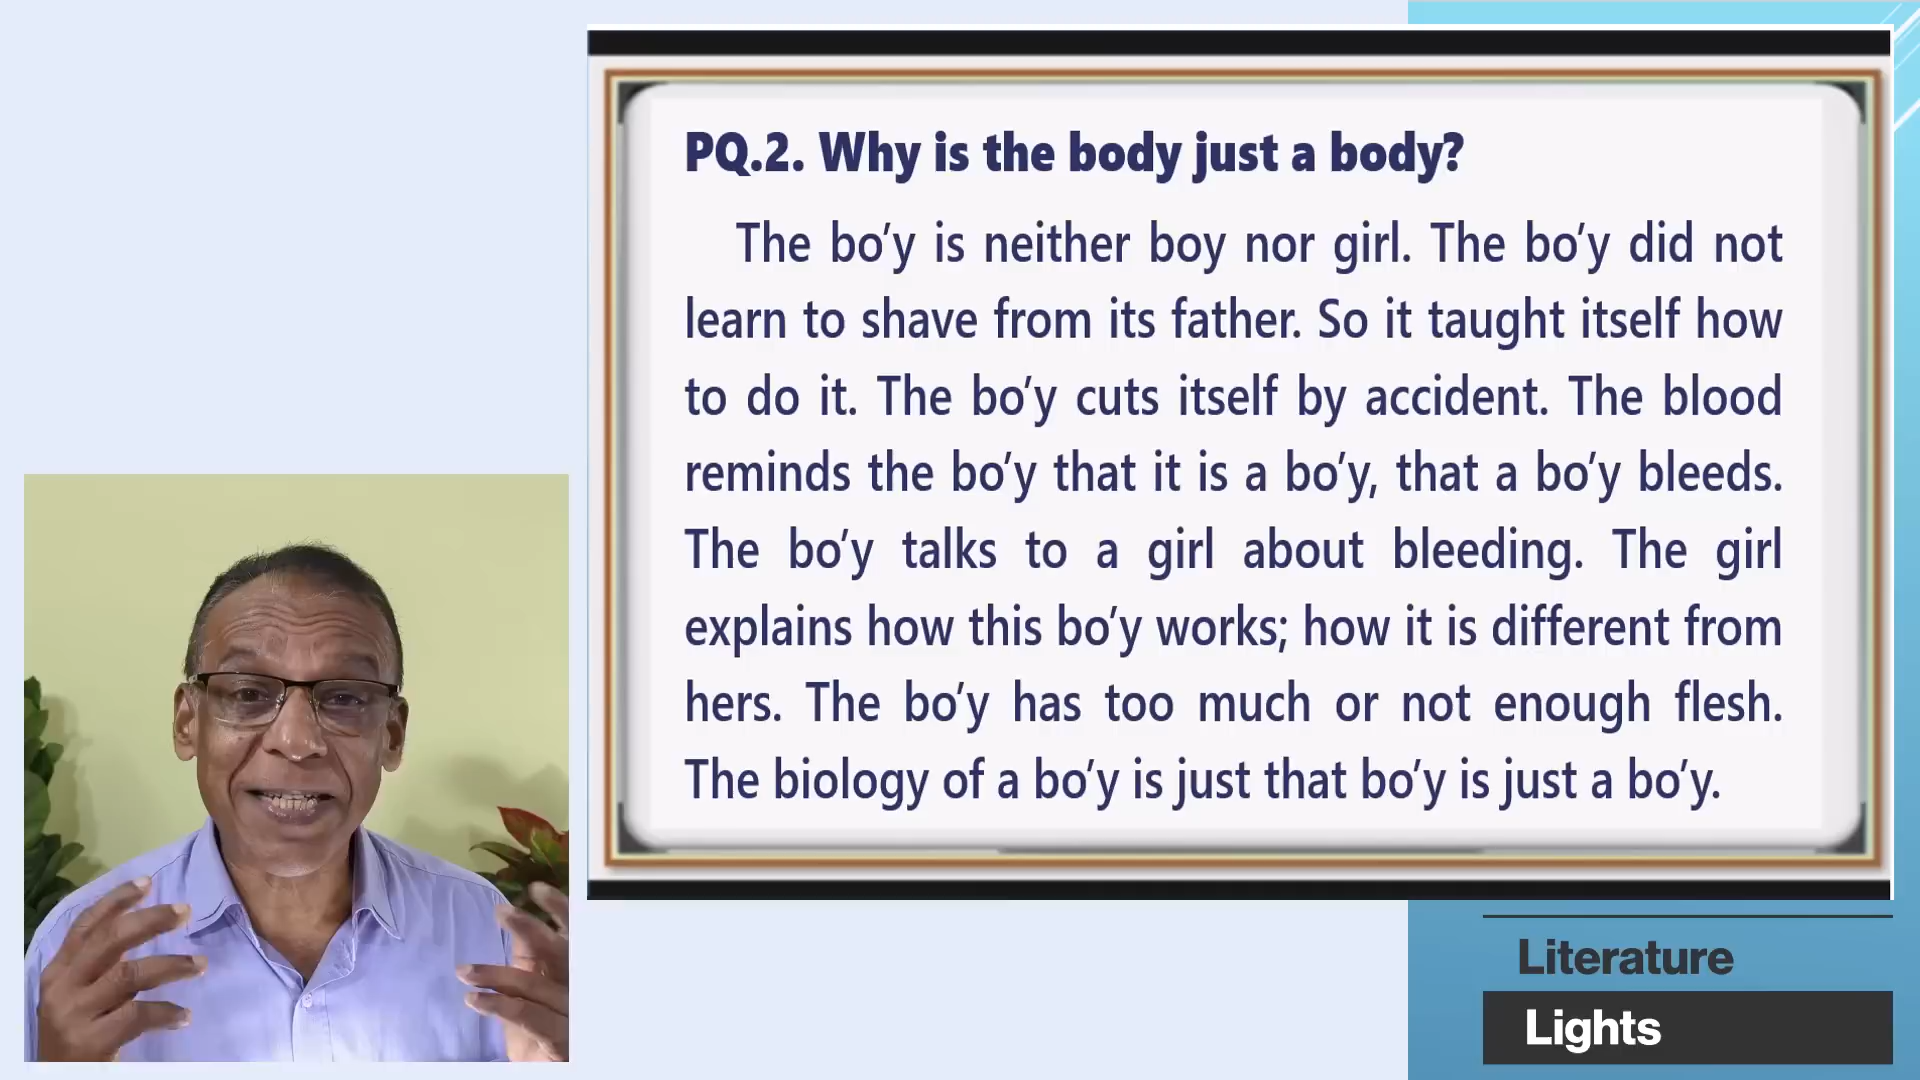 PQ.2. Why is the body just a body?
The bo’y is neither boy nor girl. The bo’y did not
learn to shave from its father. So it taught itself how
to do it. The bo’y cuts itself by accident. The blood
reminds the bo’y that it is a bo’y, that a bo’y bleeds.
The bo’y talks to a girl about bleeding. The girl
explains how this bo’y works; how it is different from
hers. The bo’y has too much or not enough flesh.
The biology of a bo’y is just that bo’y is just a bo’y.
Literature
Lights